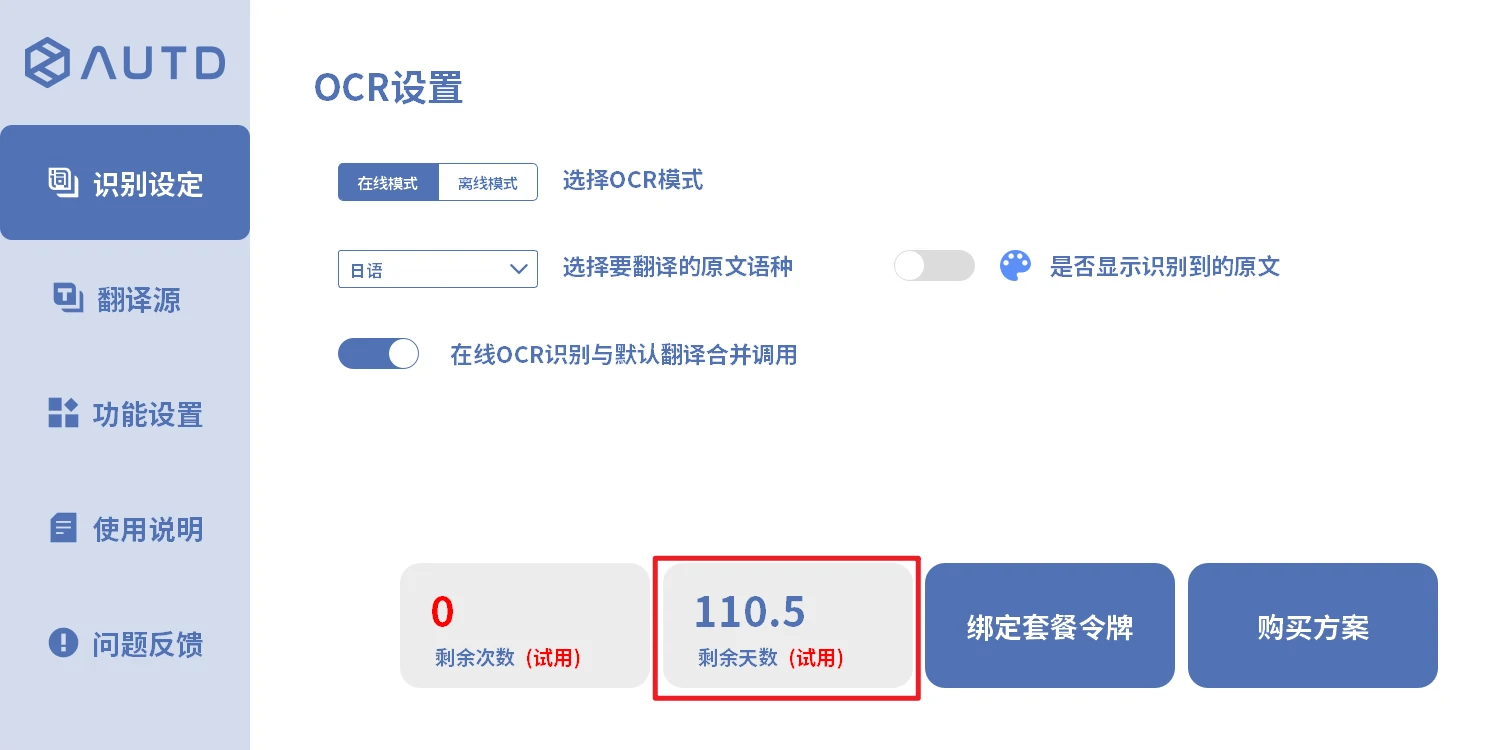 AUTD
识别设定
翻译源
功能设置
使用说明
问题反馈
OCR设置
在线模式 离线模式 选择OCR模式
日语 选择要翻译的原文语种 是否显示识别到的原文
在线OCR识别与默认翻译合并调用
0
剩余次数 (试用)
110.5
剩余天数 (试用)
绑定套餐令牌
购买方案